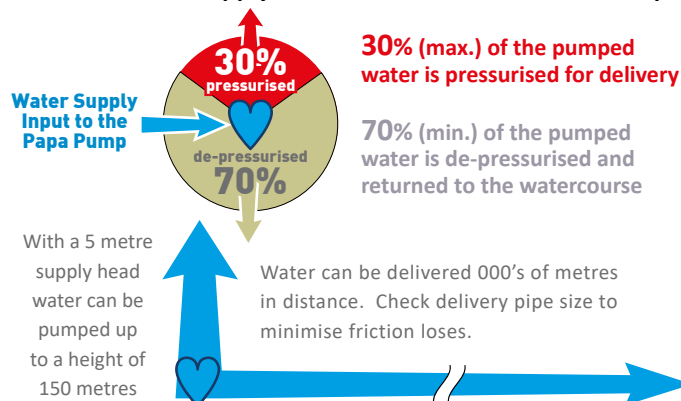 30%
pressurised
Water Supply
Input to the
Papa Pump
de-pressurised
70%
30% (max.) of the pumped
water is pressurised for delivery
70% (min.) of the pumped
water is de-pressurised and
returned to the watercourse
With a 5 metre
supply head
water can be
pumped up
to a height of
150 metres
Water can be delivered 000's of metres
in distance. Check delivery pipe size to
minimise friction loses.